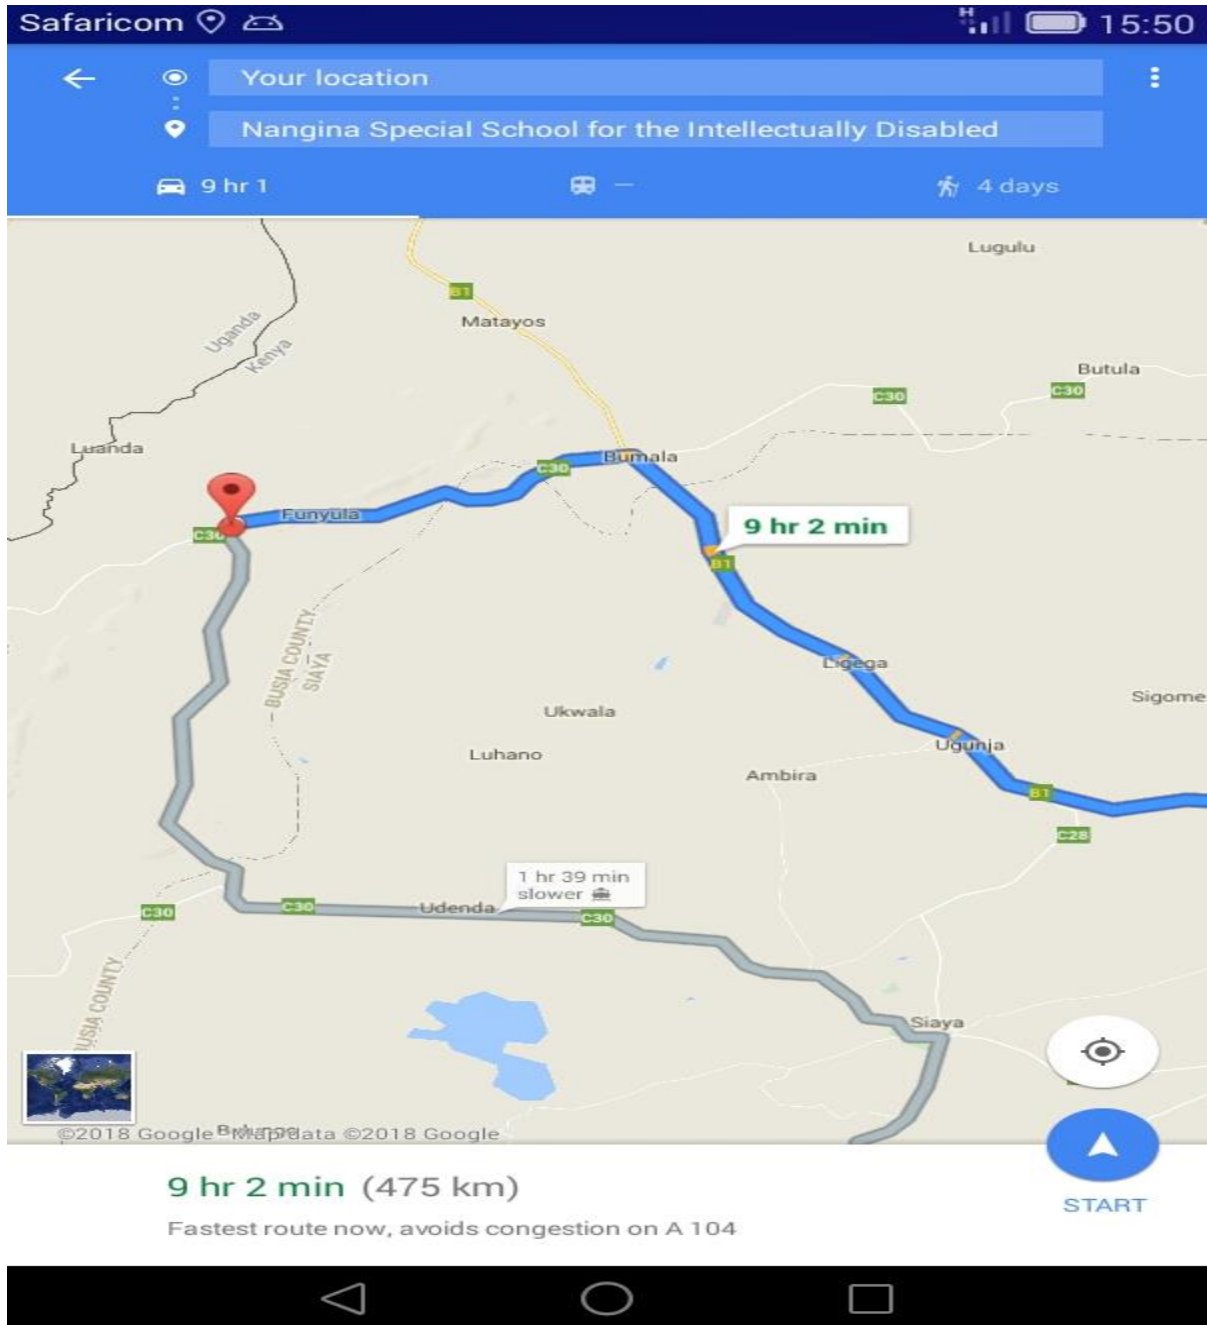 Safaricom
H
15:50
Your location
Nangina Special School for the Intellectually Disabled
9 hr 1
4 days
Lugulu
B1
Matayos
Uganda
Kenya
Butula
C30
C30
Luanda
Bumala
C30
Funyula
C30
9 hr 2 min
B1
BUSIA COUNTY
SIAYA
Ligega
Sigome
Ukwala
Ugunja
Luhano
Ambira
B1
C28
1 hr 39 min
slower
C30
C30
Udenda
C30
BUSIA COUNTY
Siaya
©2018 Google Map data ©2018 Google
9 hr 2 min (475 km)
START
Fastest route now, avoids congestion on A 104